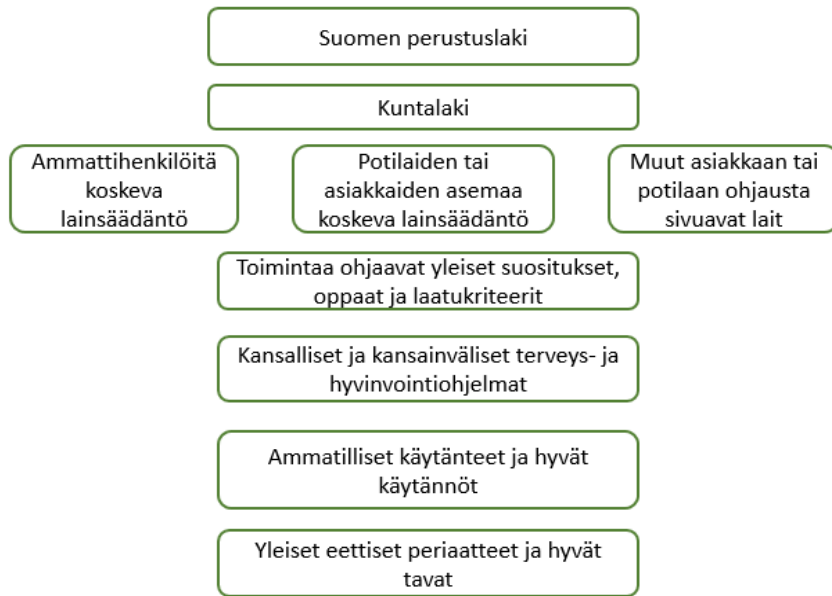 Suomen perustuslaki
Kuntalaki
Ammattihenkilöitä
koskeva
lainsäädäntö
Potilaiden tai
asiakkaiden asemaa
koskeva lainsäädäntö
Muut asiakkaan tai
potilaan ohjausta
sivuavat lait
Toimintaa ohjaavat yleiset suositukset,
oppaat ja laatukriteerit
Kansalliset ja kansainväliset terveys- ja
hyvinvointiohjelmat
Ammatilliset käytänteet ja hyvät
käytännöt
Yleiset eettiset periaatteet ja hyvät
tavat